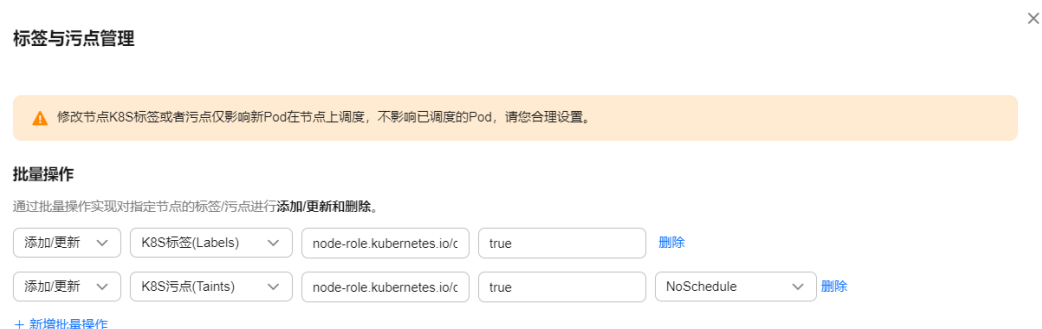 标签与污点管理
修改节点K8S标签或者污点仅影响新Pod在节点上调度，不影响已调度的Pod，请您合理设置。
批量操作
通过批量操作实现对指定节点的标签/污点进行添加/更新和删除。
添加/更新 K8S标签(Labels) node-role.kubernetes.io/c true 删除
添加/更新 K8S污点(Taints) node-role.kubernetes.io/c true NoSchedule 删除
+ 新增批量操作